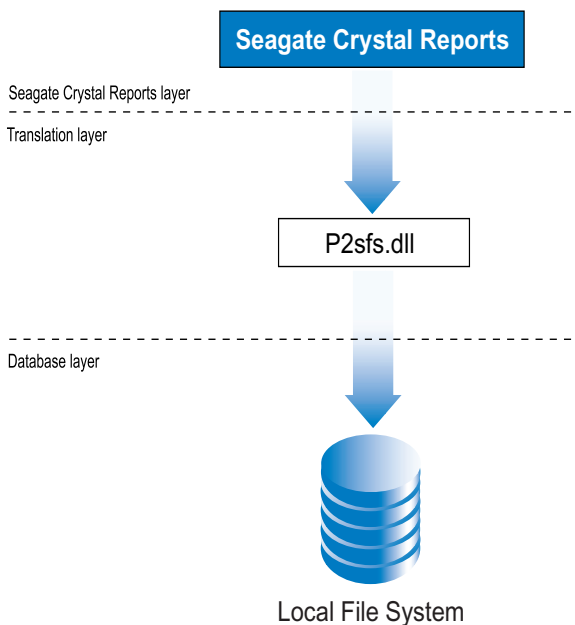 Seagate Crystal Reports
Seagate Crystal Reports layer
Translation layer
P2sfs.dll
Database layer
Local File System